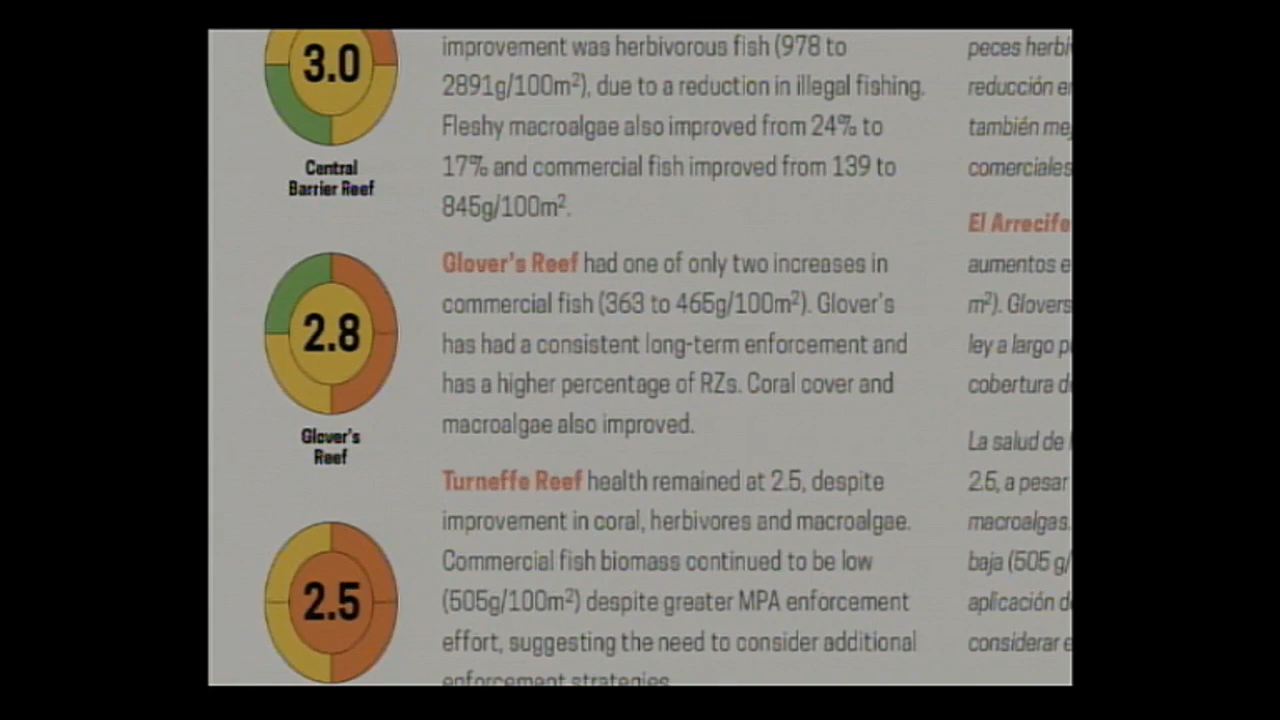 3.0
Central
Barrier Reef
2.8
Glover's
Reef
2.5
improvement was herbivorous fish (978 to
2891g/100m²), due to a reduction in illegal fishing.
Fleshy macroalgae also improved from 24% to
17% and commercial fish improved from 139 to
845g/100m².
Glover's Reef had one of only two increases in
commercial fish (363 to 465g/100m²). Glover's
has had a consistent long-term enforcement and
has a higher percentage of RZs. Coral cover and
macroalgae also improved.
Turneffe Reef health remained at 2.5, despite
improvement in coral, herbivores and macroalgae.
Commercial fish biomass continued to be low
(505g/100m²) despite greater MPA enforcement
effort, suggesting the need to consider additional
enforcement strategies
peces herbi
reducción e
también me
comerciales
El Arrecife
aumentos e
m²). Glovers
ley a largo p
cobertura d
La salud de
2.5, a pesar
macroalgas.
baja (505 g/
aplicación d
considerar e